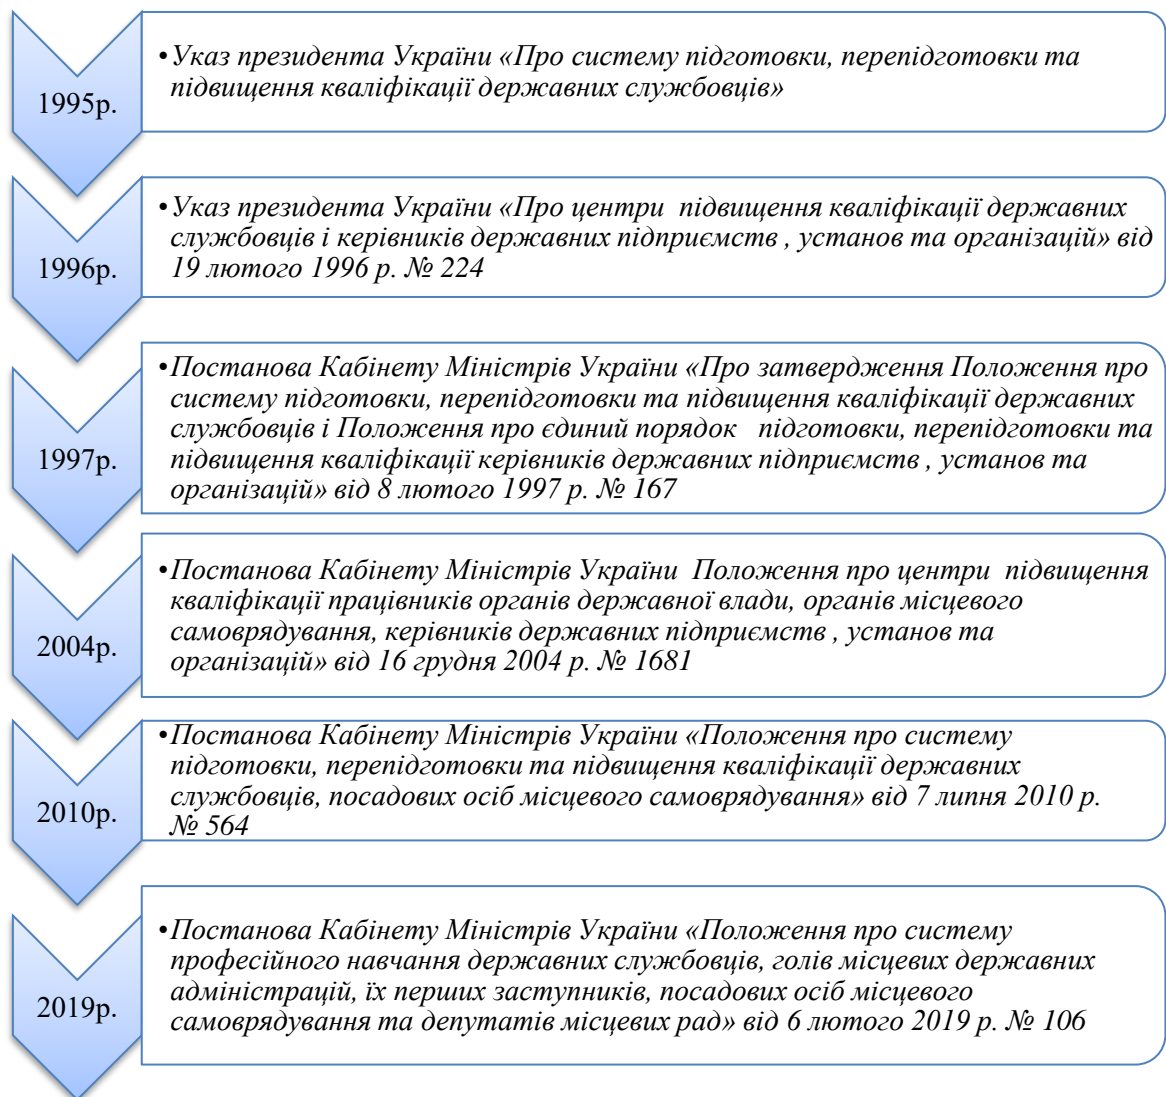 1995р.
•Указ президента України «Про систему підготовки, перепідготовки та
підвищення кваліфікації державних службовців»
1996р.
•Указ президента України «Про центри підвищення кваліфікації державних
службовців і керівників державних підприємств , установ та організацій» від
19 лютого 1996 р. № 224
1997р.
•Постанова Кабінету Міністрів України «Про затвердження Положення про
систему підготовки, перепідготовки та підвищення кваліфікації державних
службовців і Положення про єдиний порядок підготовки, перепідготовки та
підвищення кваліфікації керівників державних підприємств , установ та
організацій» від 8 лютого 1997 р. № 167
2004р.
•Постанова Кабінету Міністрів України Положення про центри підвищення
кваліфікації працівників органів державної влади, органів місцевого
самоврядування, керівників державних підприємств , установ та
організацій» від 16 грудня 2004 р. № 1681
2010р.
•Постанова Кабінету Міністрів України «Положення про систему
підготовки, перепідготовки та підвищення кваліфікації державних
службовців, посадових осіб місцевого самоврядування» від 7 липня 2010 р.
№ 564
2019р.
•Постанова Кабінету Міністрів України «Положення про систему
професійного навчання державних службовців, голів місцевих державних
адміністрацій, їх перших заступників, посадових осіб місцевого
самоврядування та депутатів місцевих рад» від 6 лютого 2019 р. № 106